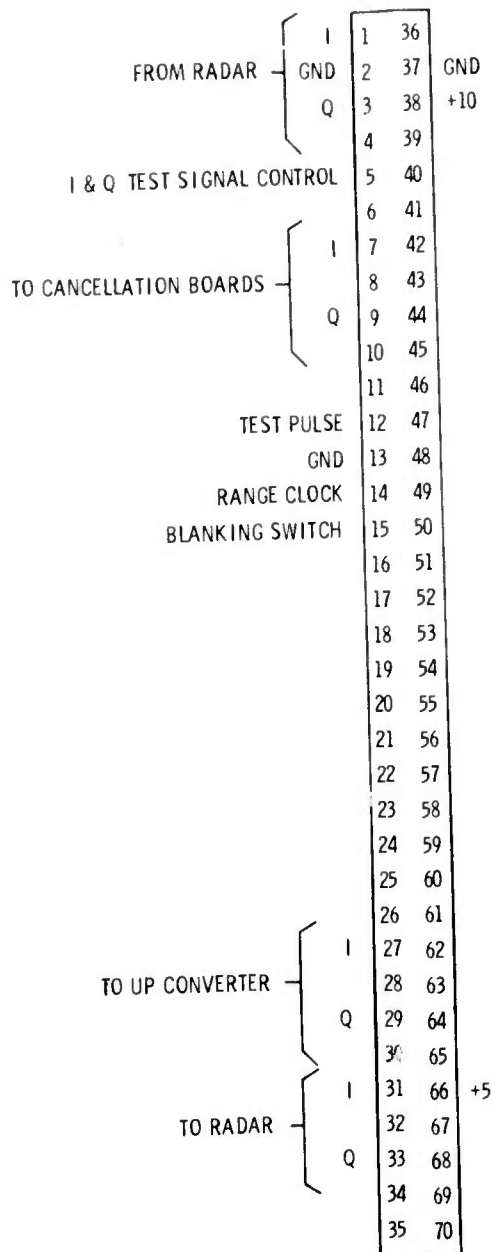 I 1 36
FROM RADAR GND 2 37 GND
Q 3 38 +10
4 39
I & Q TEST SIGNAL CONTROL 5 40
6 41
I 7 42
TO CANCELLATION BOARDS 8 43
Q 9 44
10 45
11 46
TEST PULSE 12 47
GND 13 48
RANGE CLOCK 14 49
BLANKING SWITCH 15 50
16 51
17 52
18 53
19 54
20 55
21 56
22 57
23 58
24 59
25 60
26 61
I 27 62
TO UP CONVERTER 28 63
Q 29 64
30 65
I 31 66 +5
TO RADAR 32 67
Q 33 68
34 69
35 70